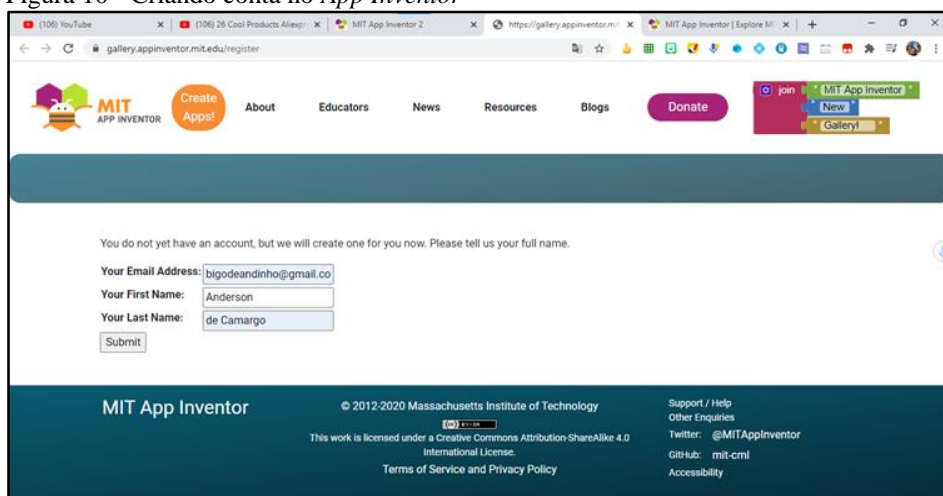 Figura 10 - Criando conta no App Inventor
(106) YouTube
(106) 26 Cool Products Aliexpr
MIT App Inventor 2
https://gallery.appinventor.mit
MIT App Inventor | Explore MIT
gallery.appinventor.mit.edu/register
MIT
APP INVENTOR
Create
Apps!
About
Educators
News
Resources
Blogs
Donate
join
MIT App Inventor
New
Gallery!
You do not yet have an account, but we will create one for you now. Please tell us your full name.
Your Email Address: bigodeandinho@gmail.co
Your First Name: Anderson
Your Last Name: de Camargo
Submit
MIT App Inventor
© 2012-2020 Massachusetts Institute of Technology
This work is licensed under a Creative Commons Attribution-ShareAlike 4.0
International License.
Terms of Service and Privacy Policy
Support / Help
Other Enquiries
Twitter: @MITAppInventor
GitHub: mit-cml
Accessibility